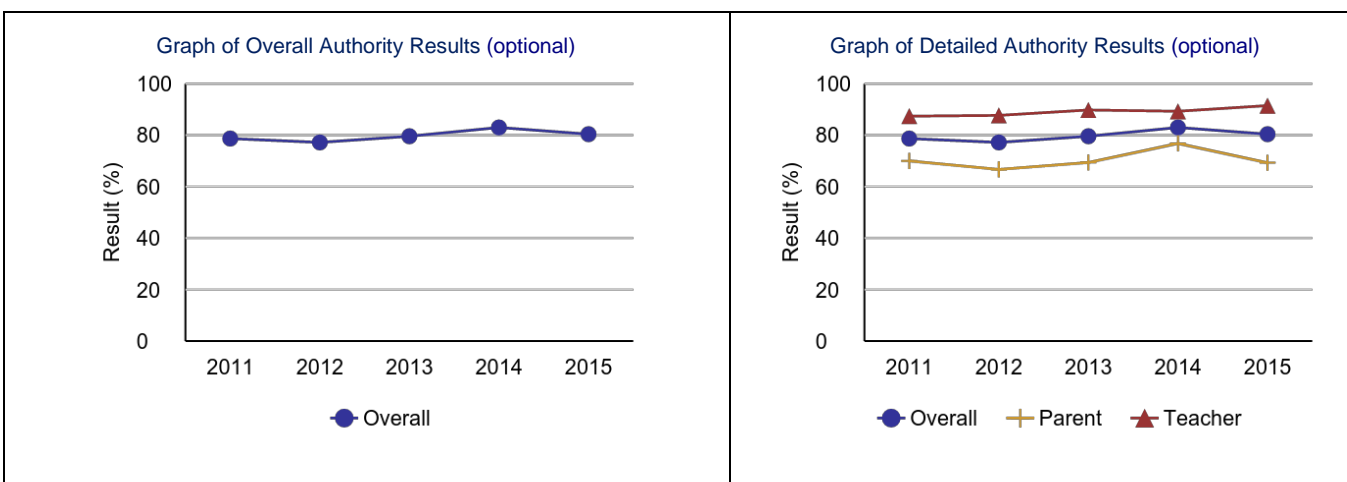 Graph of Overall Authority Results (optional)
100
80
60
40
20
0
Result (%)
2011 2012 2013 2014 2015
Overall
Graph of Detailed Authority Results (optional)
100
80
60
40
20
0
Result (%)
2011 2012 2013 2014 2015
Overall Parent Teacher